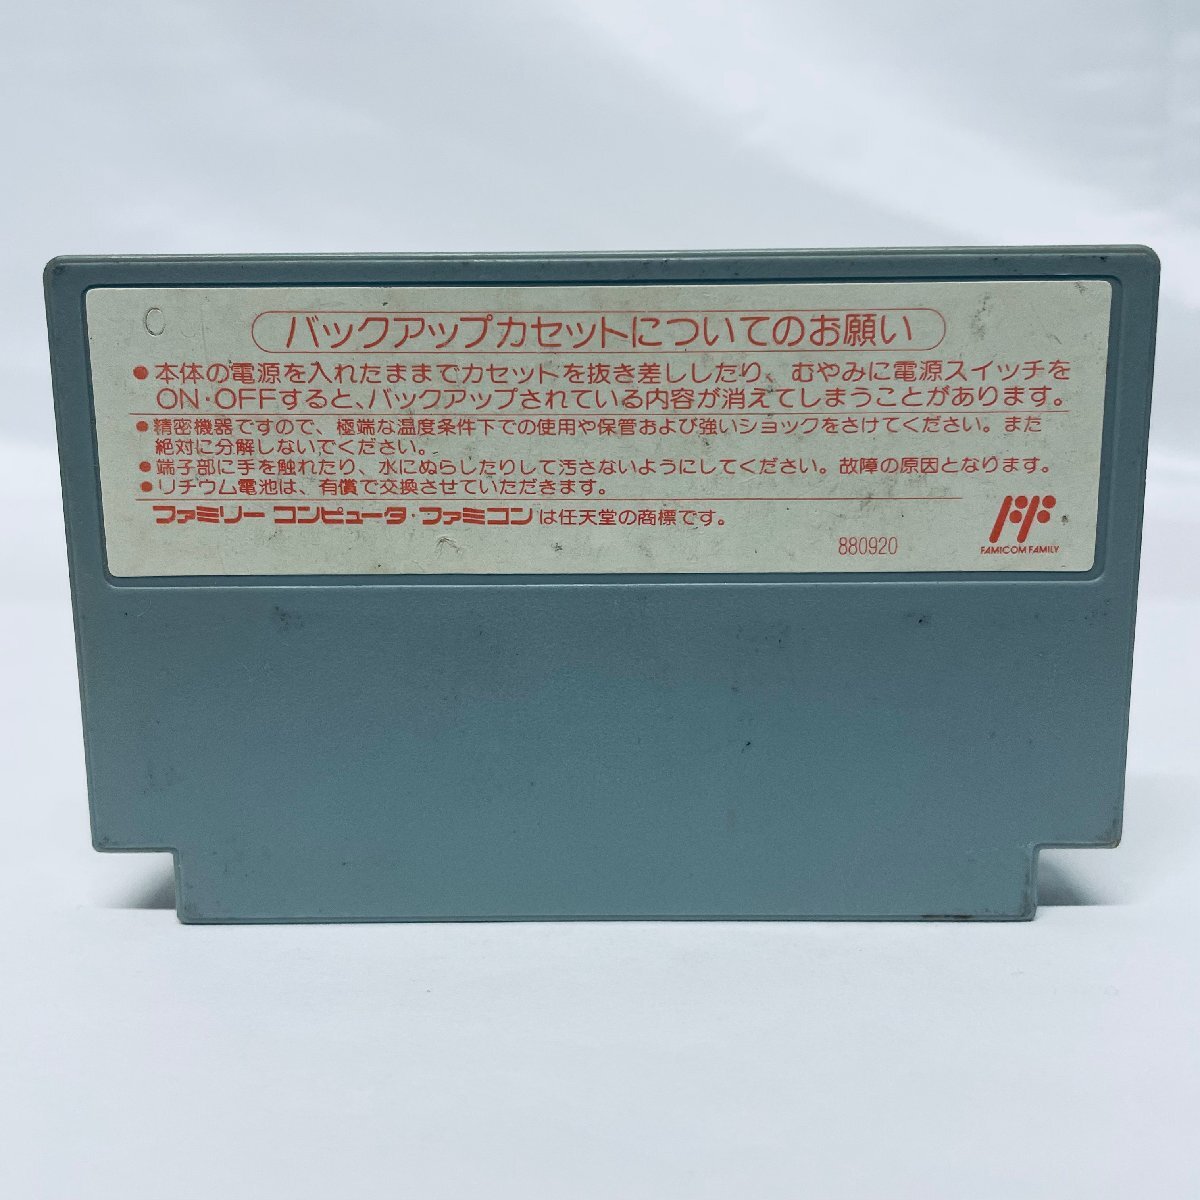 C
バックアップカセットについてのお願い
●本体の電源を入れたままでカセットを抜き差ししたり、むやみに電源スイッチを
ON・OFFすると、バックアップされている内容が消えてしまうことがあります。
●精密機器ですので、極端な温度条件下での使用や保管および強いショックをさけてください。また
絶対に分解しないでください。
●端子部に手を触れたり、水にぬらしたりして汚さないようにしてください。故障の原因となります。
●リチウム電池は、有償で交換させていただきます。
ファミリーコンピュータ・ファミコンは任天堂の商標です。
880920
FAMICOM FAMILY